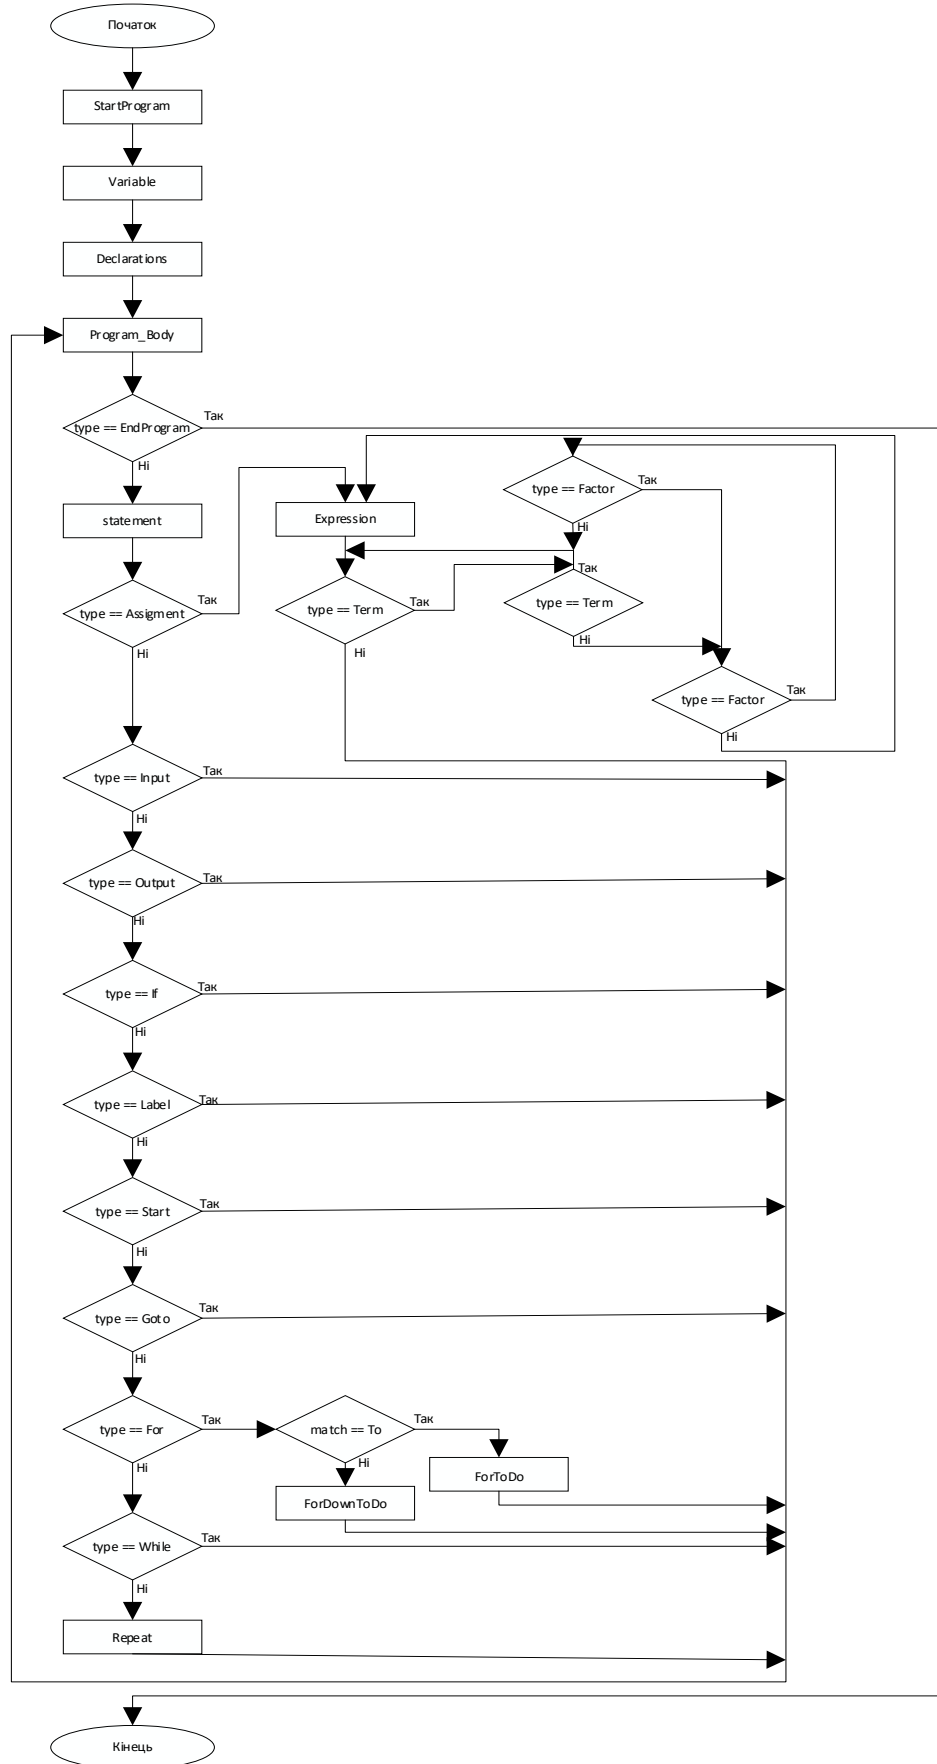 Початок
StartProgram
Variable
Declarations
Program_Body
type == EndProgram
Так
Ні
statement
type == Assigment
Так
Ні
Expression
type == Term
Так
Ні
type == Factor
Так
Ні
type == Term
Так
Ні
type == Factor
Так
Ні
type == Input
Так
Ні
type == Output
Так
Ні
type == If
Так
Ні
type == Label
Так
Ні
type == Start
Так
Ні
type == Goto
Так
Ні
type == For
Так
Ні
match == To
Так
Ні
ForToDo
ForDownToDo
type == While
Так
Ні
Repeat
Кінець